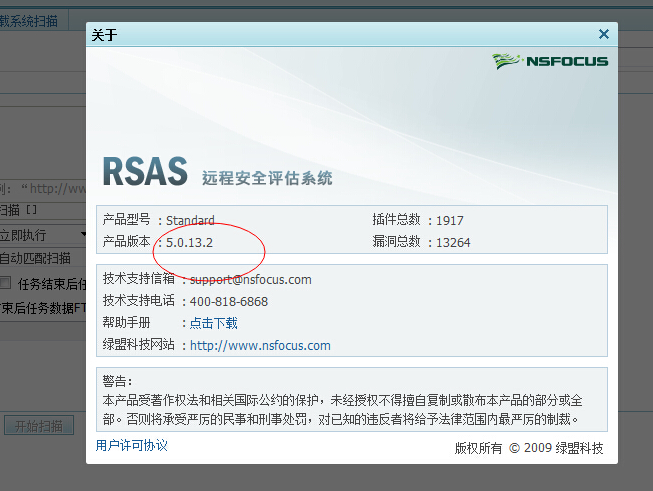 载系统扫描
关于
NSFOCUS
RSAS 远程安全评估系统
例: “http://ww
扫描 []
立即执行
自动匹配扫描
任务结束后任
结束后任务数据FT
开始扫描
产品型号 : Standard 插件总数 : 1917
产品版本 : 5.0.13.2 漏洞总数 : 13264
技术支持信箱 : support@nsfocus.com
技术支持电话 : 400-818-6868
帮助手册 : 点击下载
绿盟科技网站 : http://www.nsfocus.com
警告:
本产品受著作权法和相关国际公约的保护，未经授权不得擅自复制或散布本产品的部分或全
部。否则将承受严厉的民事和刑事处罚，对已知的违反者将给予法律范围内最严厉的制裁。
用户许可协议
版权所有 © 2009 绿盟科技